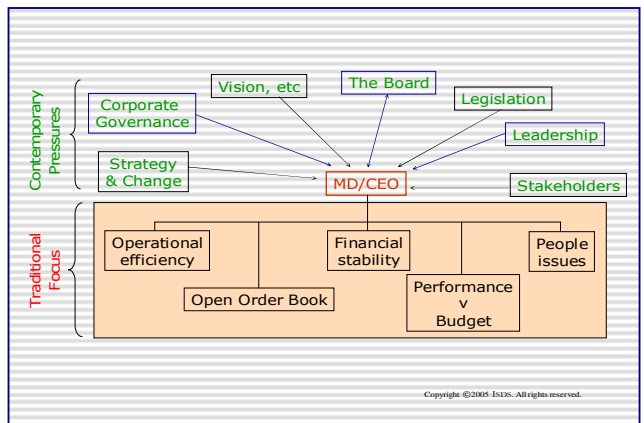 Contemporary
Pressures
Vision, etc
The Board
Legislation
Corporate
Governance
Leadership
Strategy
& Change
MD/CEO
Stakeholders
Traditional
Focus
Operational
efficiency
Financial
stability
People
issues
Open Order Book
Performance
v
Budget
Copyright ©2005 ISDS. All rights reserved.